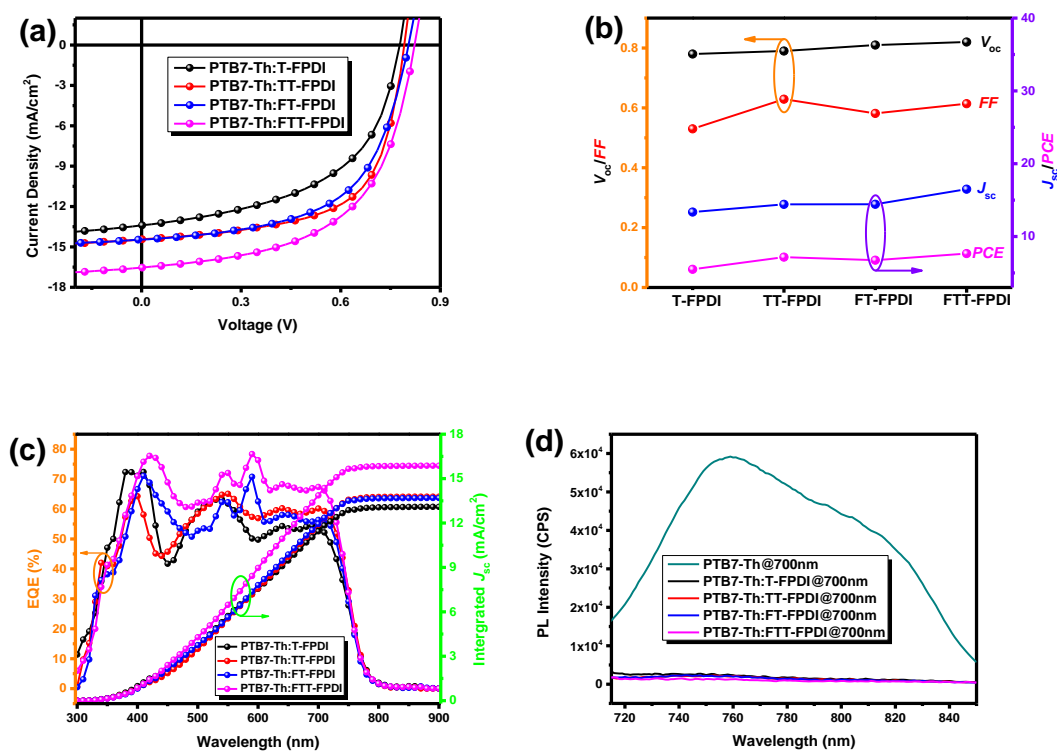 (a)
0
-3
-6
-9
-12
-15
-18
Current Density (mA/cm²)
PTB7-Th:T-FPDI
PTB7-Th:TT-FPDI
PTB7-Th:FT-FPDI
PTB7-Th:FTT-FPDI
0.0 0.3 0.6 0.9
Voltage (V)
(b)
0.8
0.6
0.4
0.2
0.0
Voc/FF
Voc
FF
Jsc
PCE
40
30
20
10
Jsc/PCE
T-FPDI TT-FPDI FT-FPDI FTT-FPDI
(c)
80
70
60
50
40
30
20
10
0
EQE (%)
18
15
12
9
6
3
0
Intergrated Jsc (mA/cm²)
PTB7-Th:T-FPDI
PTB7-Th:TT-FPDI
PTB7-Th:FT-FPDI
PTB7-Th:FTT-FPDI
300 400 500 600 700 800 900
Wavelength (nm)
(d)
6x10⁴
5x10⁴
4x10⁴
3x10⁴
2x10⁴
1x10⁴
0
PL Intensity (CPS)
PTB7-Th@700nm
PTB7-Th:T-FPDI@700nm
PTB7-Th:TT-FPDI@700nm
PTB7-Th:FT-FPDI@700nm
PTB7-Th:FTT-FPDI@700nm
720 740 760 780 800 820 840
Wavelength (nm)